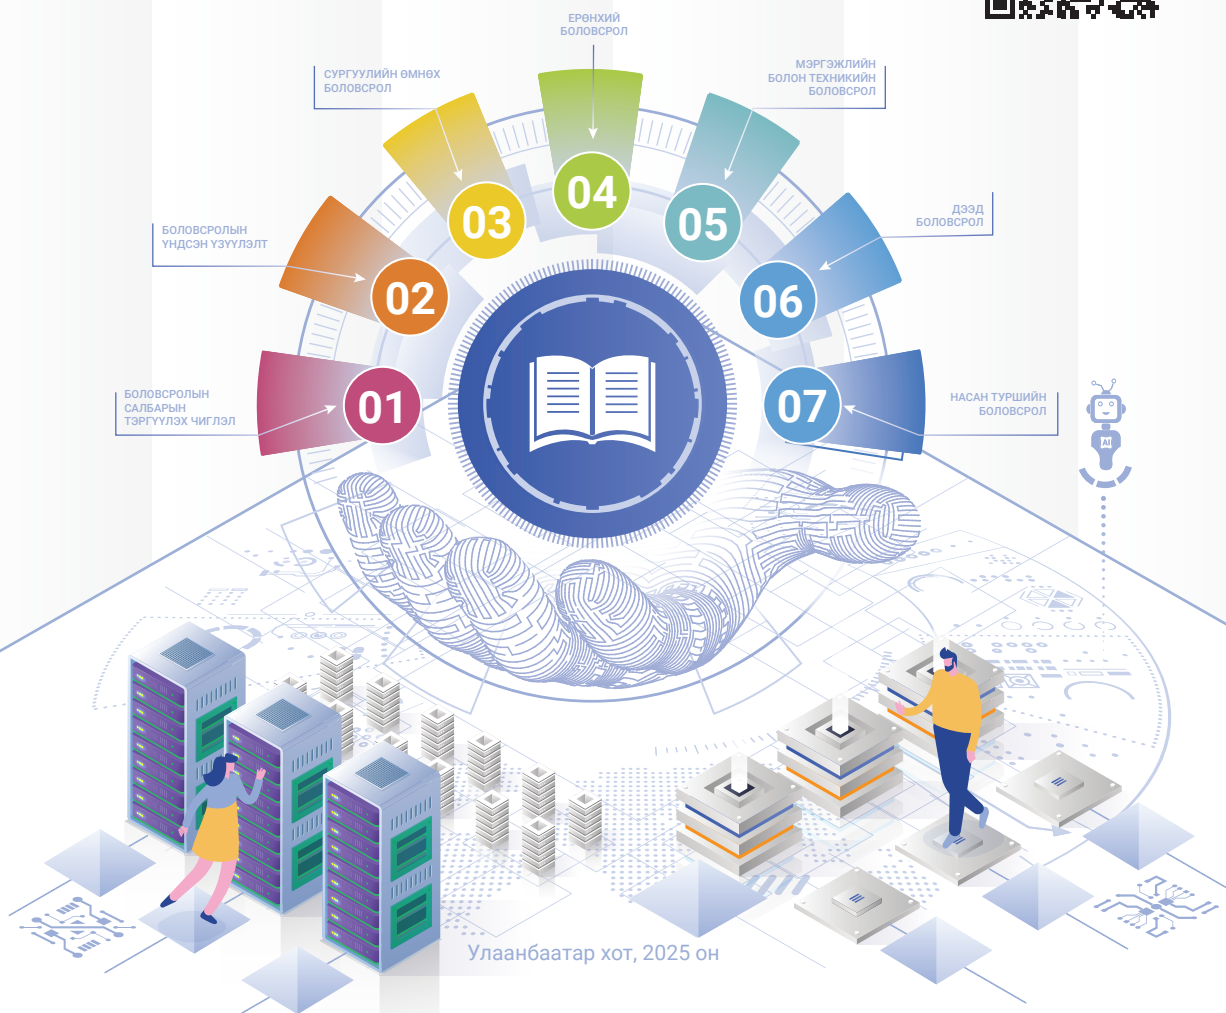 ЕРӨНХИЙ
БОЛОВСРОЛ
СУРГУУЛИЙН ӨМНӨХ
БОЛОВСРОЛ
МЭРГЭЖЛИЙН
БОЛОН ТЕХНИКИЙН
БОЛОВСРОЛ
04
03
05
БОЛОВСРОЛЫН
ҮНДСЭН ҮЗҮҮЛЭЛТ
ДЭЭД
БОЛОВСРОЛ
02
06
БОЛОВСРОЛЫН
САЛБАРЫН
ТЭРГҮҮЛЭХ ЧИГЛЭЛ
01
07
НАСАН ТУРШИЙН
БОЛОВСРОЛ
AI
Улаанбаатар хот, 2025 он